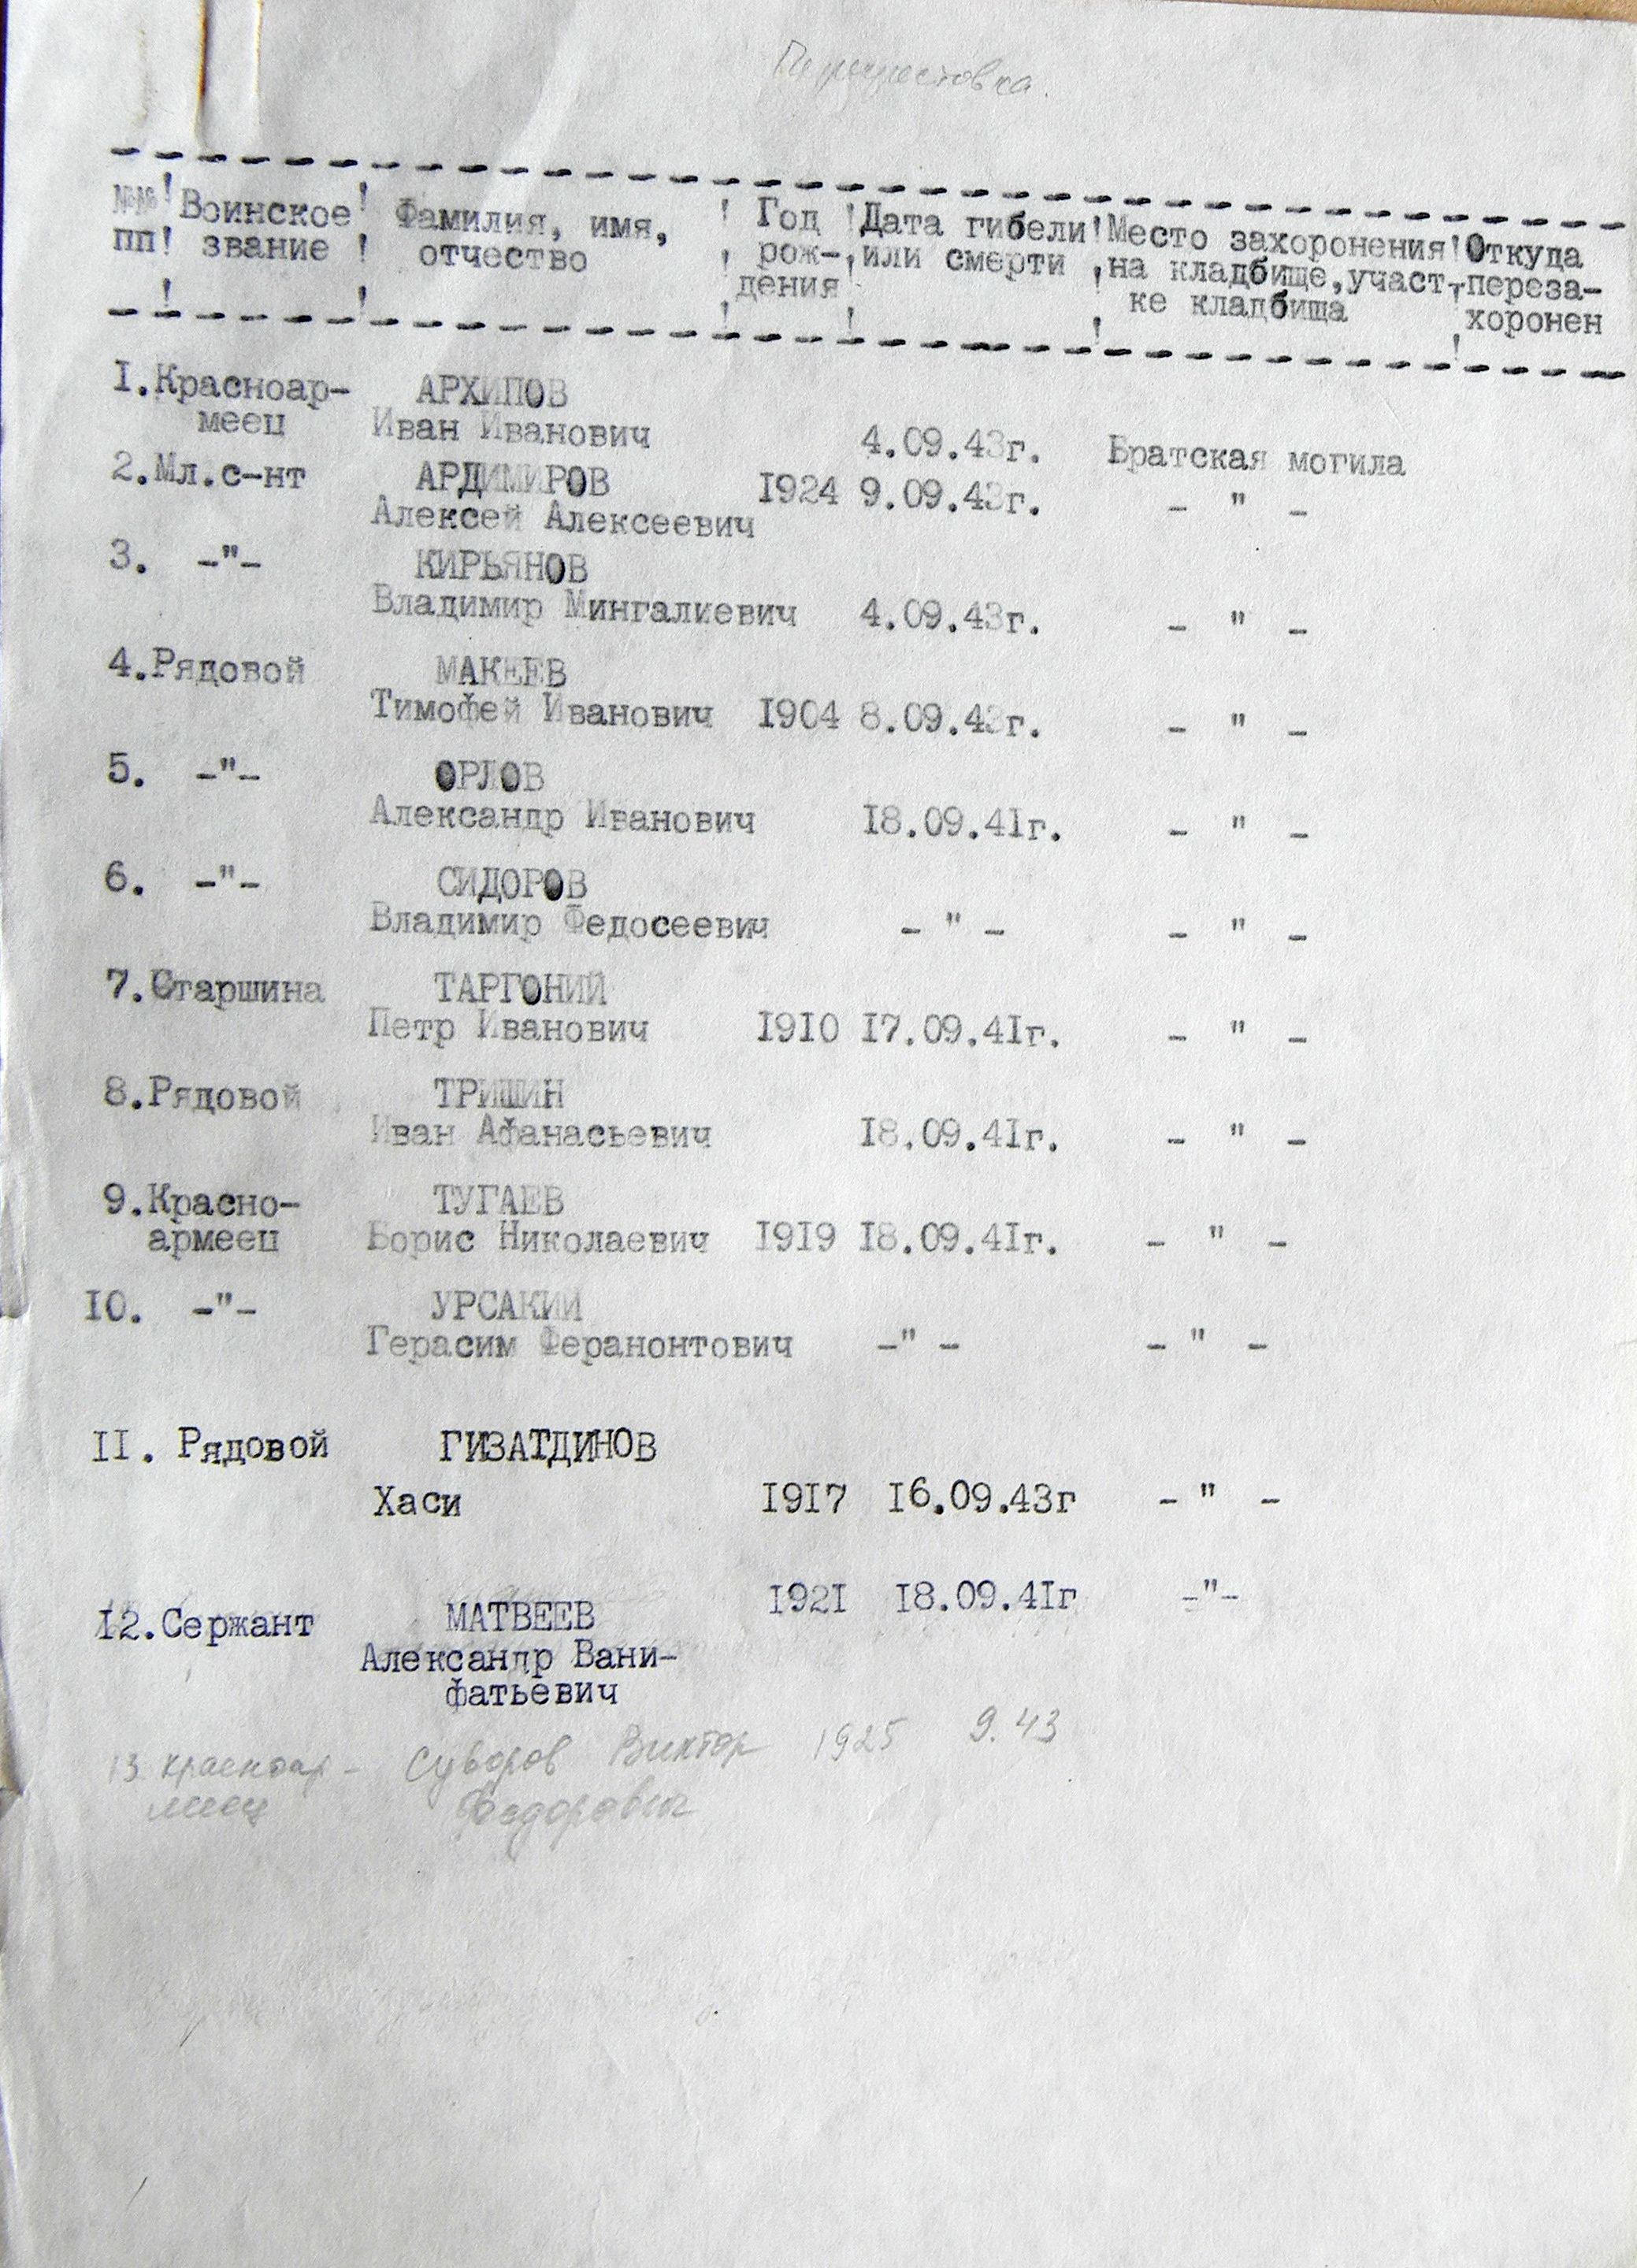 №№ ! Воинское ! Фамилия, имя, ! Год ! Дата гибели ! Место захоронения ! Откуда
пп ! звание ! отчество ! рож- ! или смерти ! на кладбище, участ- ! переза-
! ! ! дения ! ! ке кладбища ! хоронен
1. Красноар- АРХИПОВ
меец Иван Иванович 4.09.43г. Братская могила
2. Мл.с-нт АРДИМИРОВ 1924 9.09.43г. - " -
Алексей Алексеевич
3. -"- КИРЬЯНОВ
Владимир Мингалиевич 4.09.43г. - " -
4. Рядовой МАКЕЕВ
Тимофей Иванович 1904 8.09.43г. - " -
5. -"- ОРЛОВ
Александр Иванович 18.09.41г. - " -
6. -"- СИДОРОВ
Владимир Федосеевич - " - - " -
7. Старшина ТАРГОНИЙ
Петр Иванович 1910 17.09.41г. - " -
8. Рядовой ТРИШИН
Иван Афанасьевич 18.09.41г. - " -
9. Красно- ТУГАЕВ
армеец Борис Николаевич 1919 18.09.41г. - " -
10. -"- УРСАКИЙ
Герасим Феранонтович -" - - " -
11. Рядовой ГИЗАТДИНОВ
Хаси 1917 16.09.43г - " -
12. Сержант МАТВЕЕВ 1921 18.09.41г -"-
Александр Вани-
фатьевич
13 красноар- Суворов Виктор 1925 9.43
меец Федорович